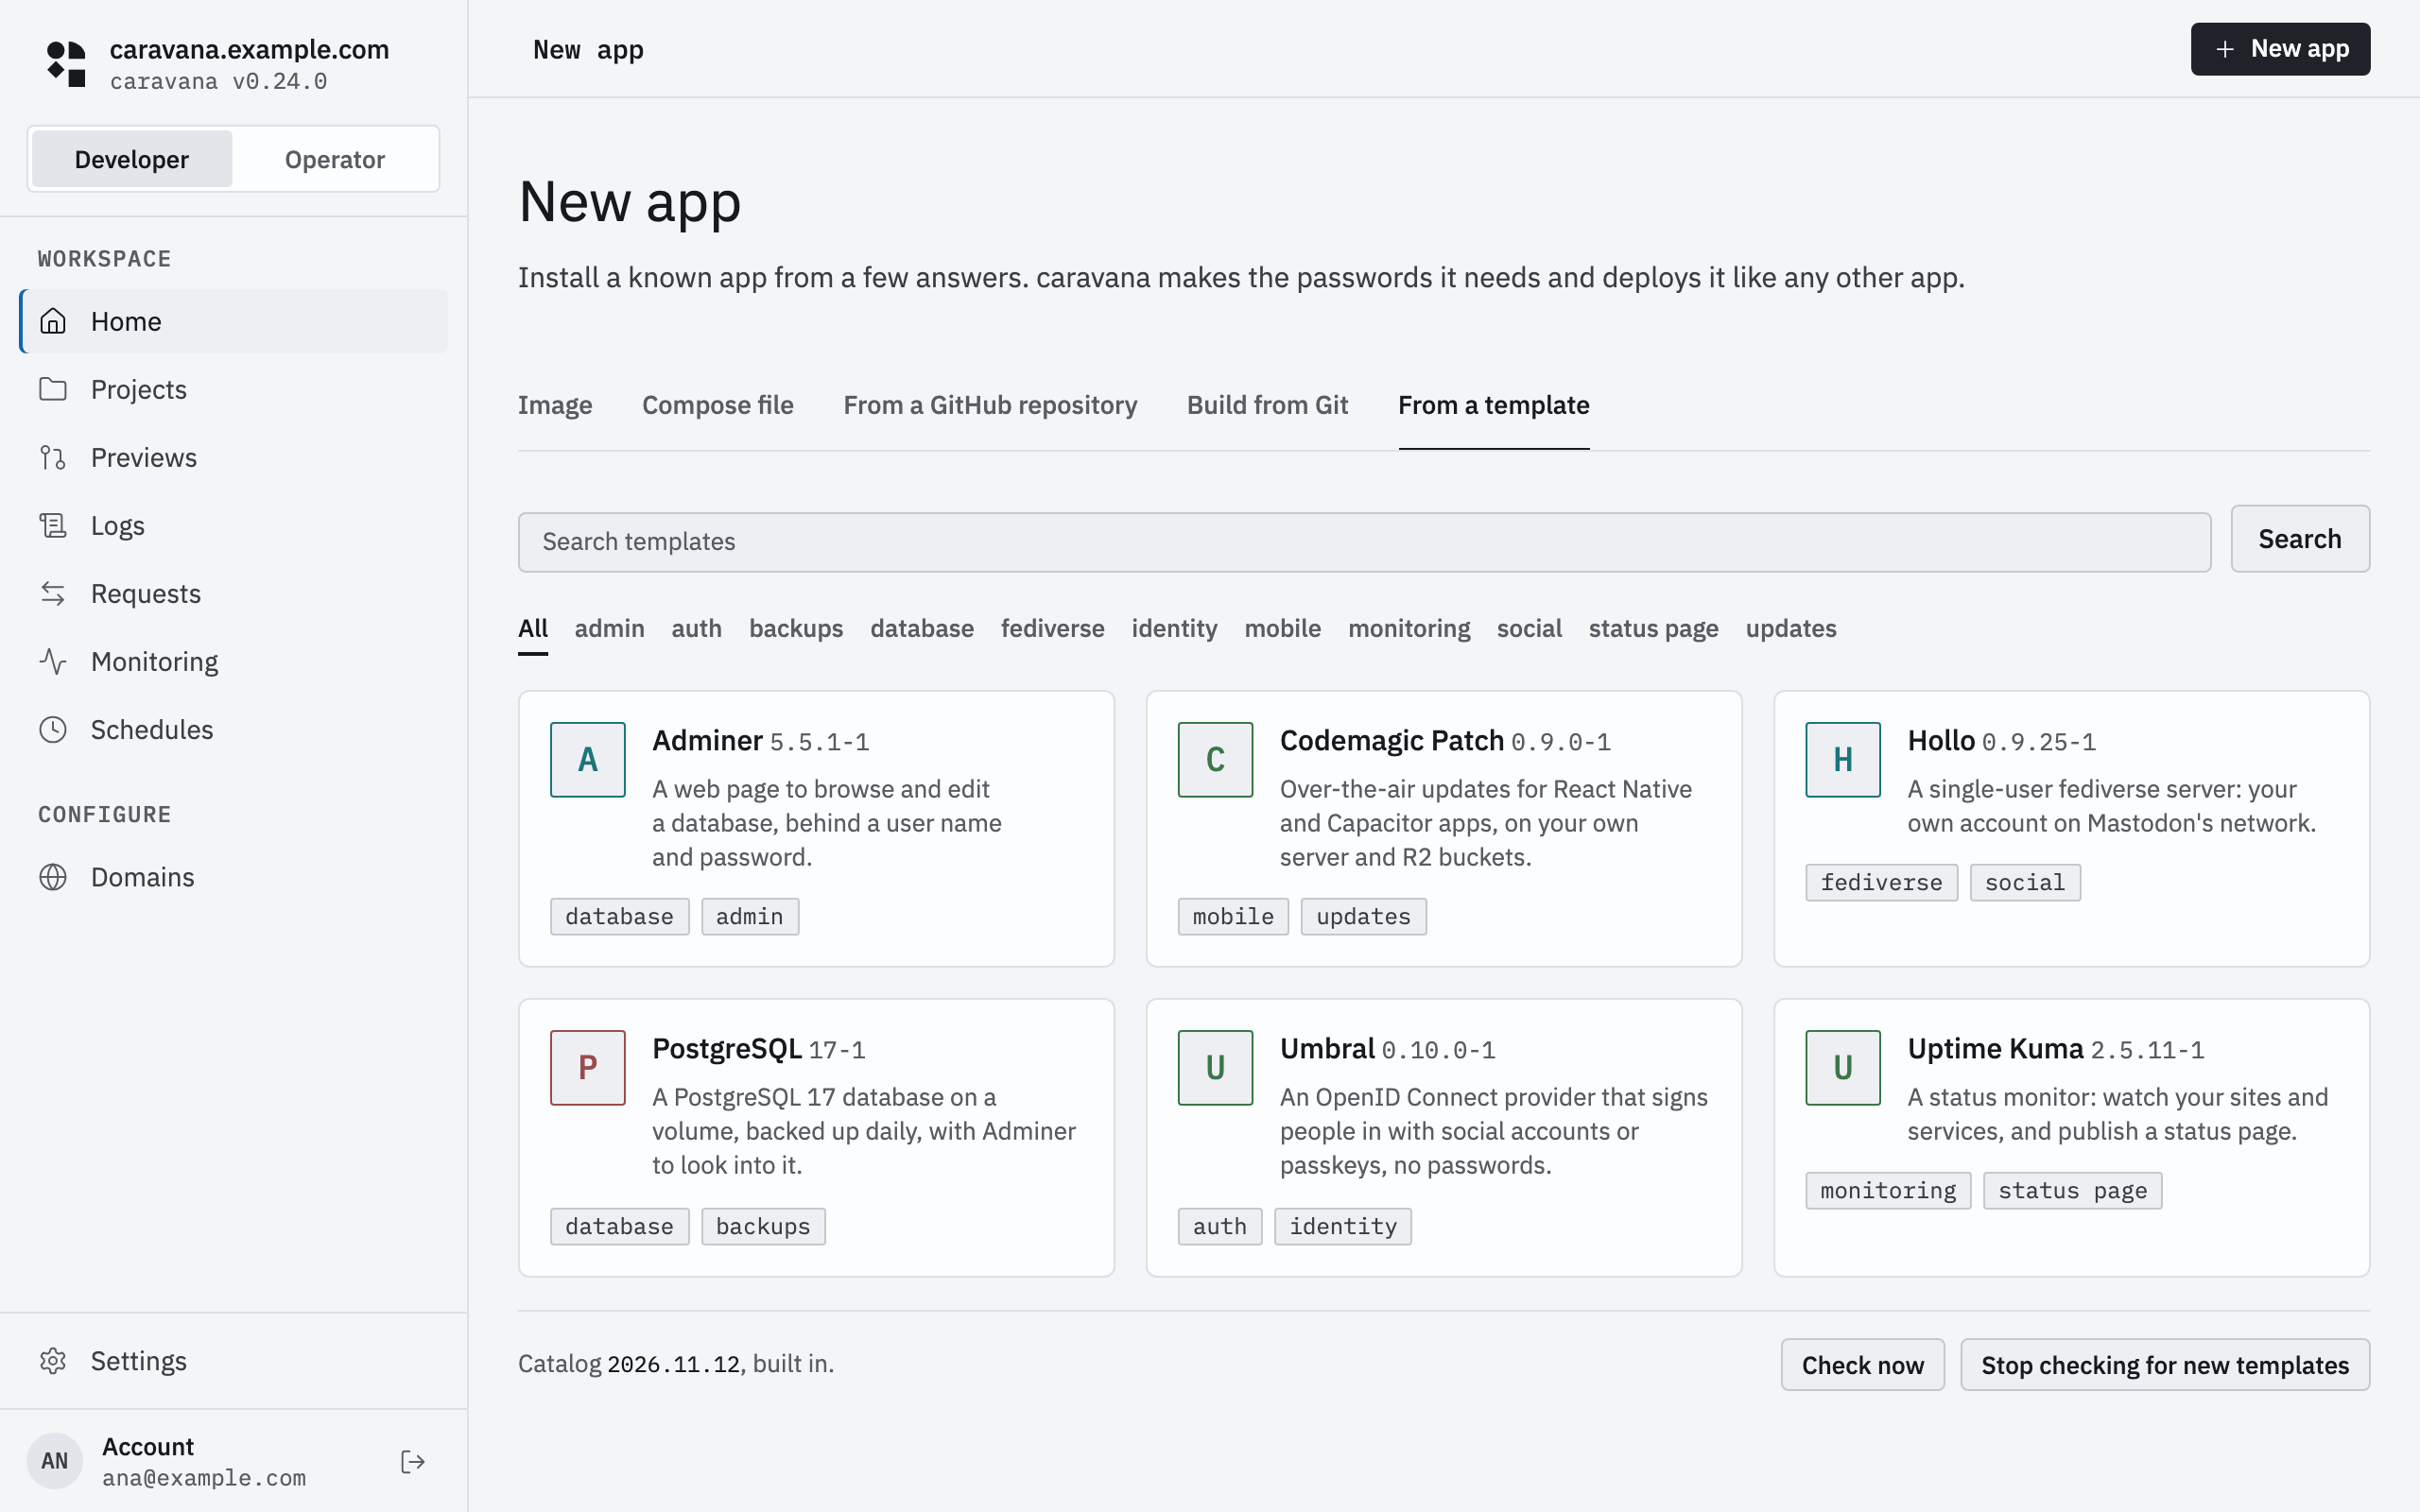 caravana.example.com
caravana v0.24.0
Developer
Operator
WORKSPACE
Home
Projects
Previews
Logs
Requests
Monitoring
Schedules
CONFIGURE
Domains
Settings
AN
Account
ana@example.com
New app
New app
New app
Install a known app from a few answers. caravana makes the passwords it needs and deploys it like any other app.
Image
Compose file
From a GitHub repository
Build from Git
From a template
Search templates
Search
All
admin
auth
backups
database
fediverse
identity
mobile
monitoring
social
status page
updates
A
Adminer 5.5.1-1
A web page to browse and edit
a database, behind a user name
and password.
database
admin
C
Codemagic Patch 0.9.0-1
Over-the-air updates for React Native
and Capacitor apps, on your own
server and R2 buckets.
mobile
updates
H
Hollo 0.9.25-1
A single-user fediverse server: your
own account on Mastodon's network.
fediverse
social
P
PostgreSQL 17-1
A PostgreSQL 17 database on a
volume, backed up daily, with Adminer
to look into it.
database
backups
U
Umbral 0.10.0-1
An OpenID Connect provider that signs
people in with social accounts or
passkeys, no passwords.
auth
identity
U
Uptime Kuma 2.5.11-1
A status monitor: watch your sites and
services, and publish a status page.
monitoring
status page
Catalog 2026.11.12, built in.
Check now
Stop checking for new templates